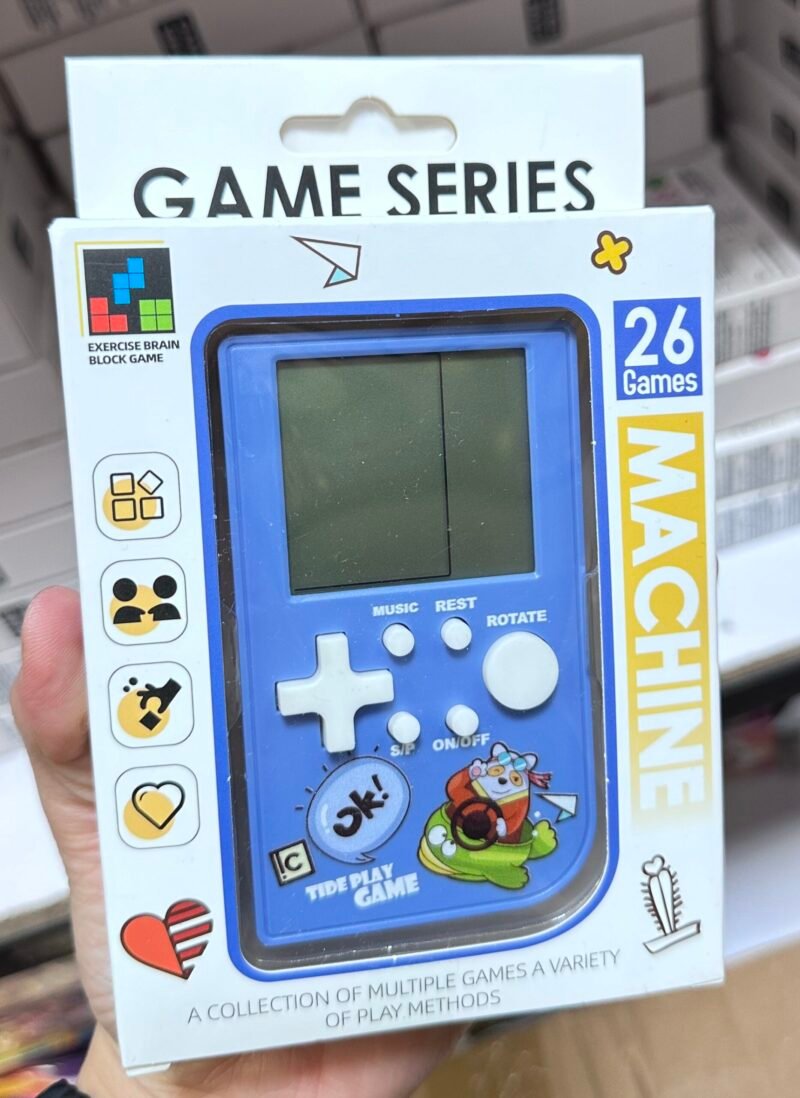 GAME SERIES
EXERCISE BRAIN
BLOCK GAME
26
Games
MACHINE
MUSIC
REST
ROTATE
S/P
ON/OFF
Ok!
!C
TIDE PLAY
GAME
A COLLECTION OF MULTIPLE GAMES A VARIETY
OF PLAY METHODS